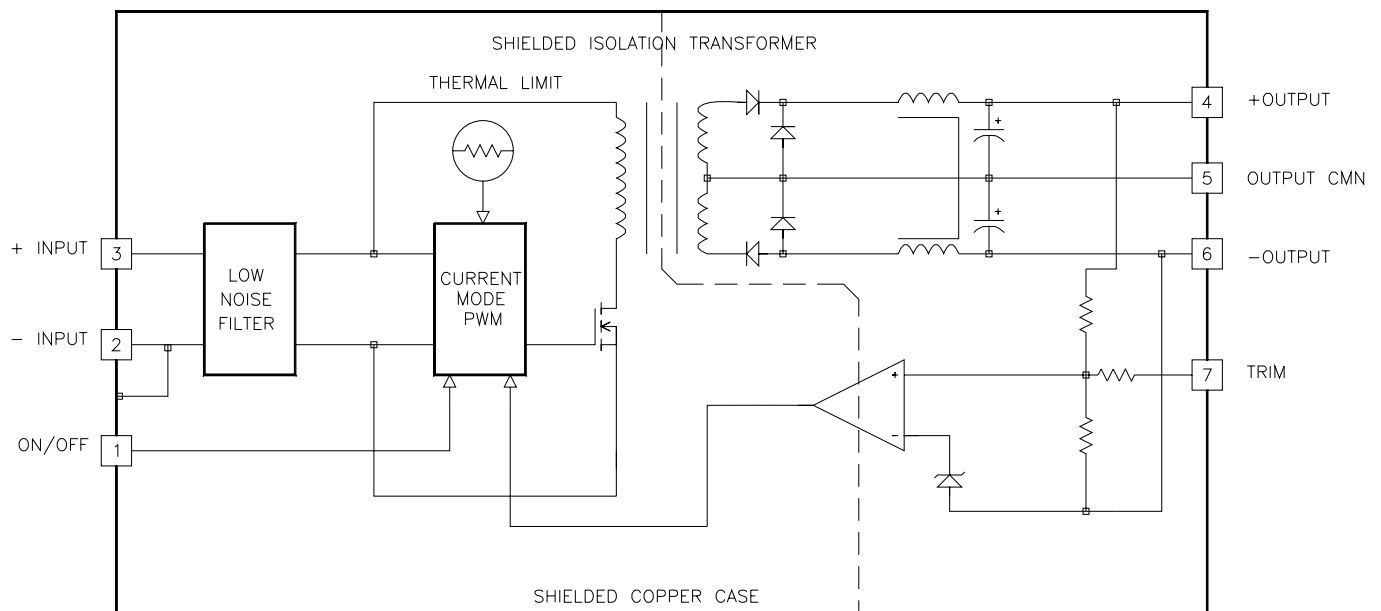 SHIELDED ISOLATION TRANSFORMER
THERMAL LIMIT
+ INPUT
3
- INPUT
2
ON/OFF
1
LOW
NOISE
FILTER
CURRENT
MODE
PWM
+
+
4
+OUTPUT
5
OUTPUT CMN
6
-OUTPUT
7
TRIM
+
-
SHIELDED COPPER CASE